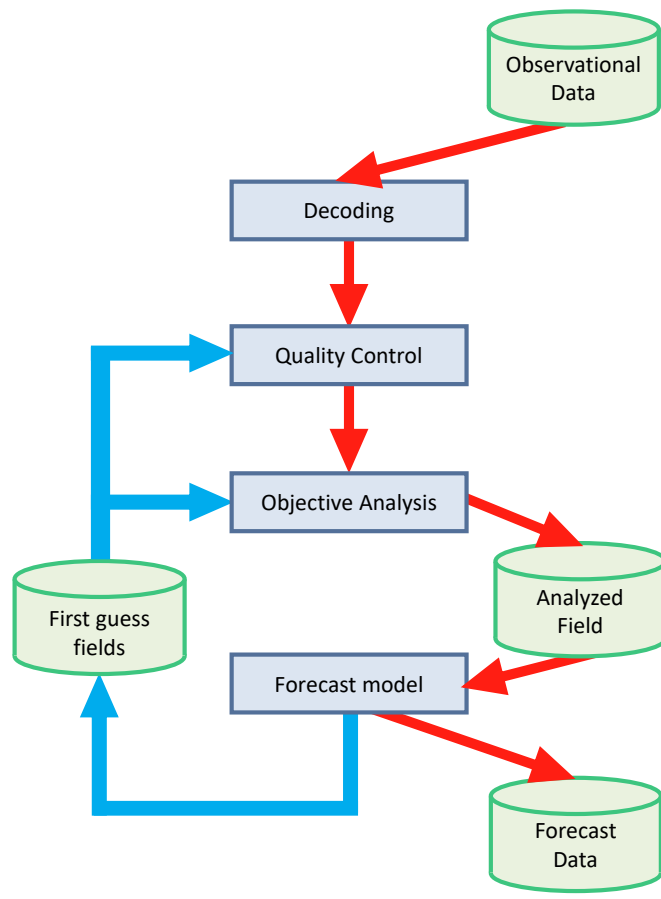 Observational
Data
Decoding
Quality Control
Objective Analysis
First guess
fields
Analyzed
Field
Forecast model
Forecast
Data